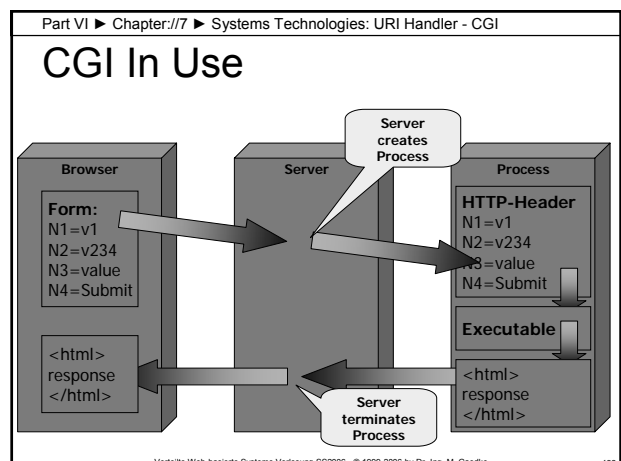 Part VI ► Chapter://7 ► Systems Technologies: URI Handler - CGI
CGI In Use
Server
creates
Process
Browser
Server
Process
Form:
N1=v1
N2=v234
N3=value
N4=Submit
HTTP-Header
N1=v1
N2=v234
N3=value
N4=Submit
Executable
<html>
response
</html>
<html>
response
</html>
Server
terminates
Process